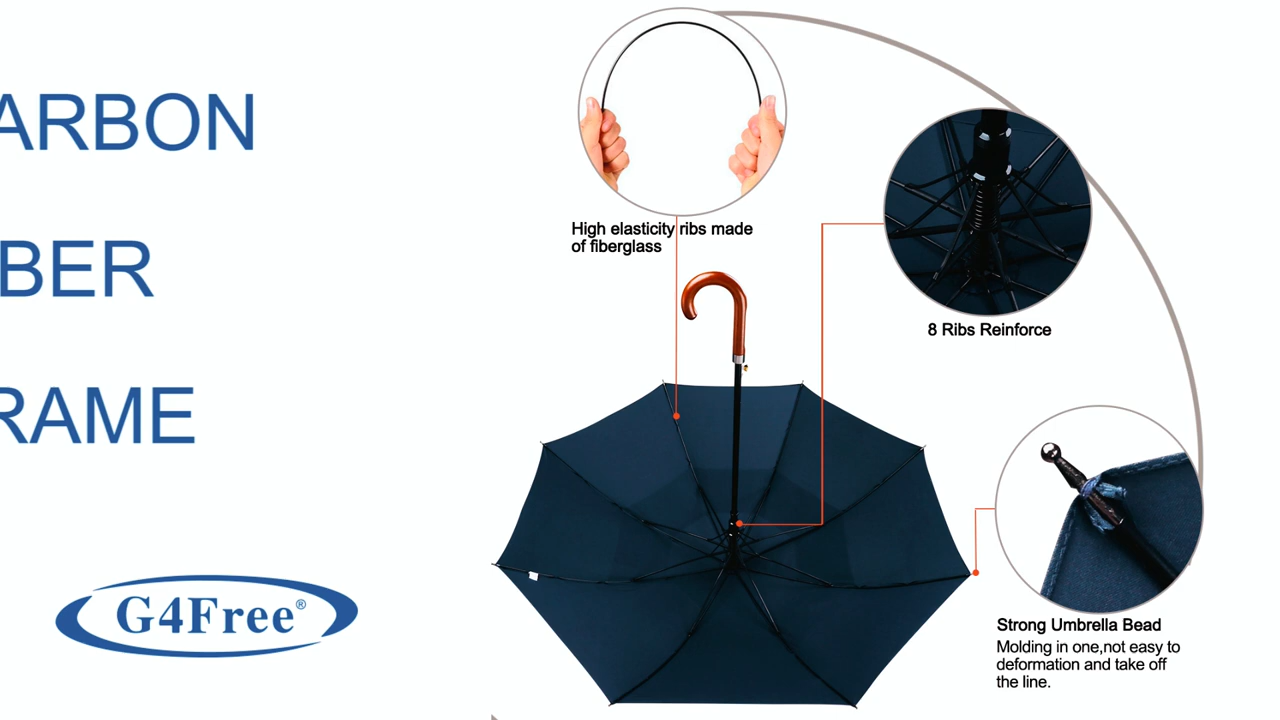 ARBON
BER
RAME
G4Free®
High elasticity ribs made
of fiberglass
8 Ribs Reinforce
Strong Umbrella Bead
Molding in one,not easy to
deformation and take off
the line.